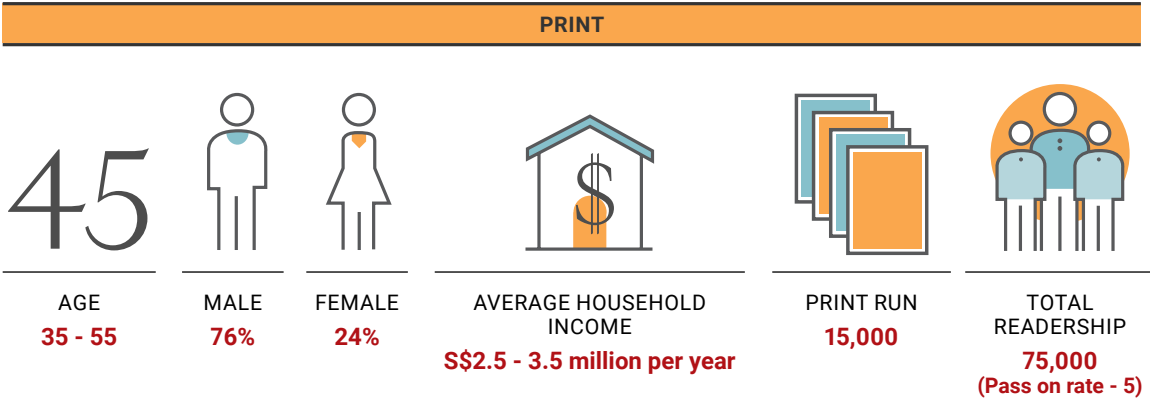 PRINT
45
$
AGE
35 - 55
MALE
76%
FEMALE
24%
AVERAGE HOUSEHOLD
INCOME
S$2.5 - 3.5 million per year
PRINT RUN
15,000
TOTAL
READERSHIP
75,000
(Pass on rate - 5)